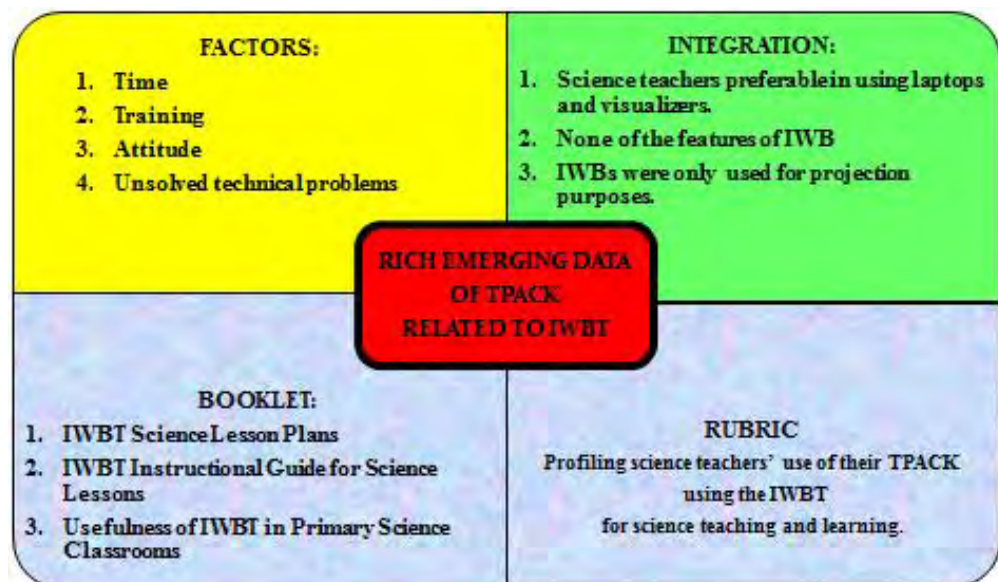 FACTORS:
1. Time
2. Training
3. Attitude
4. Unsolved technical problems
INTEGRATION:
1. Science teachers preferable in using laptops
and visualizers.
2. None of the features of IWB
3. IWBs were only used for projection
purposes.
RICH EMERGING DATA
OF TPACK
RELATED TO IWBT
BOOKLET:
1. IWBT Science Lesson Plans
2. IWBT Instructional Guide for Science
Lessons
3. Usefulness of IWBT in Primary Science
Classrooms
RUBRIC
Profiling science teachers' use of their TPACK
using the IWBT
for science teaching and learning.